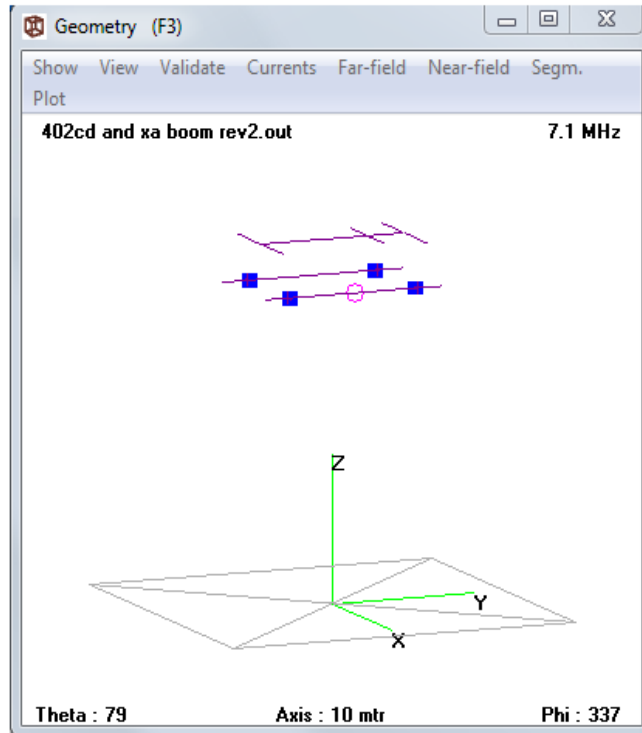 Geometry (F3)
Show View Validate Currents Far-field Near-field Segm.
Plot
402cd and xa boom rev2.out 7.1 MHz
Z
Y
X
Theta : 79 Axis : 10 mtr Phi : 337